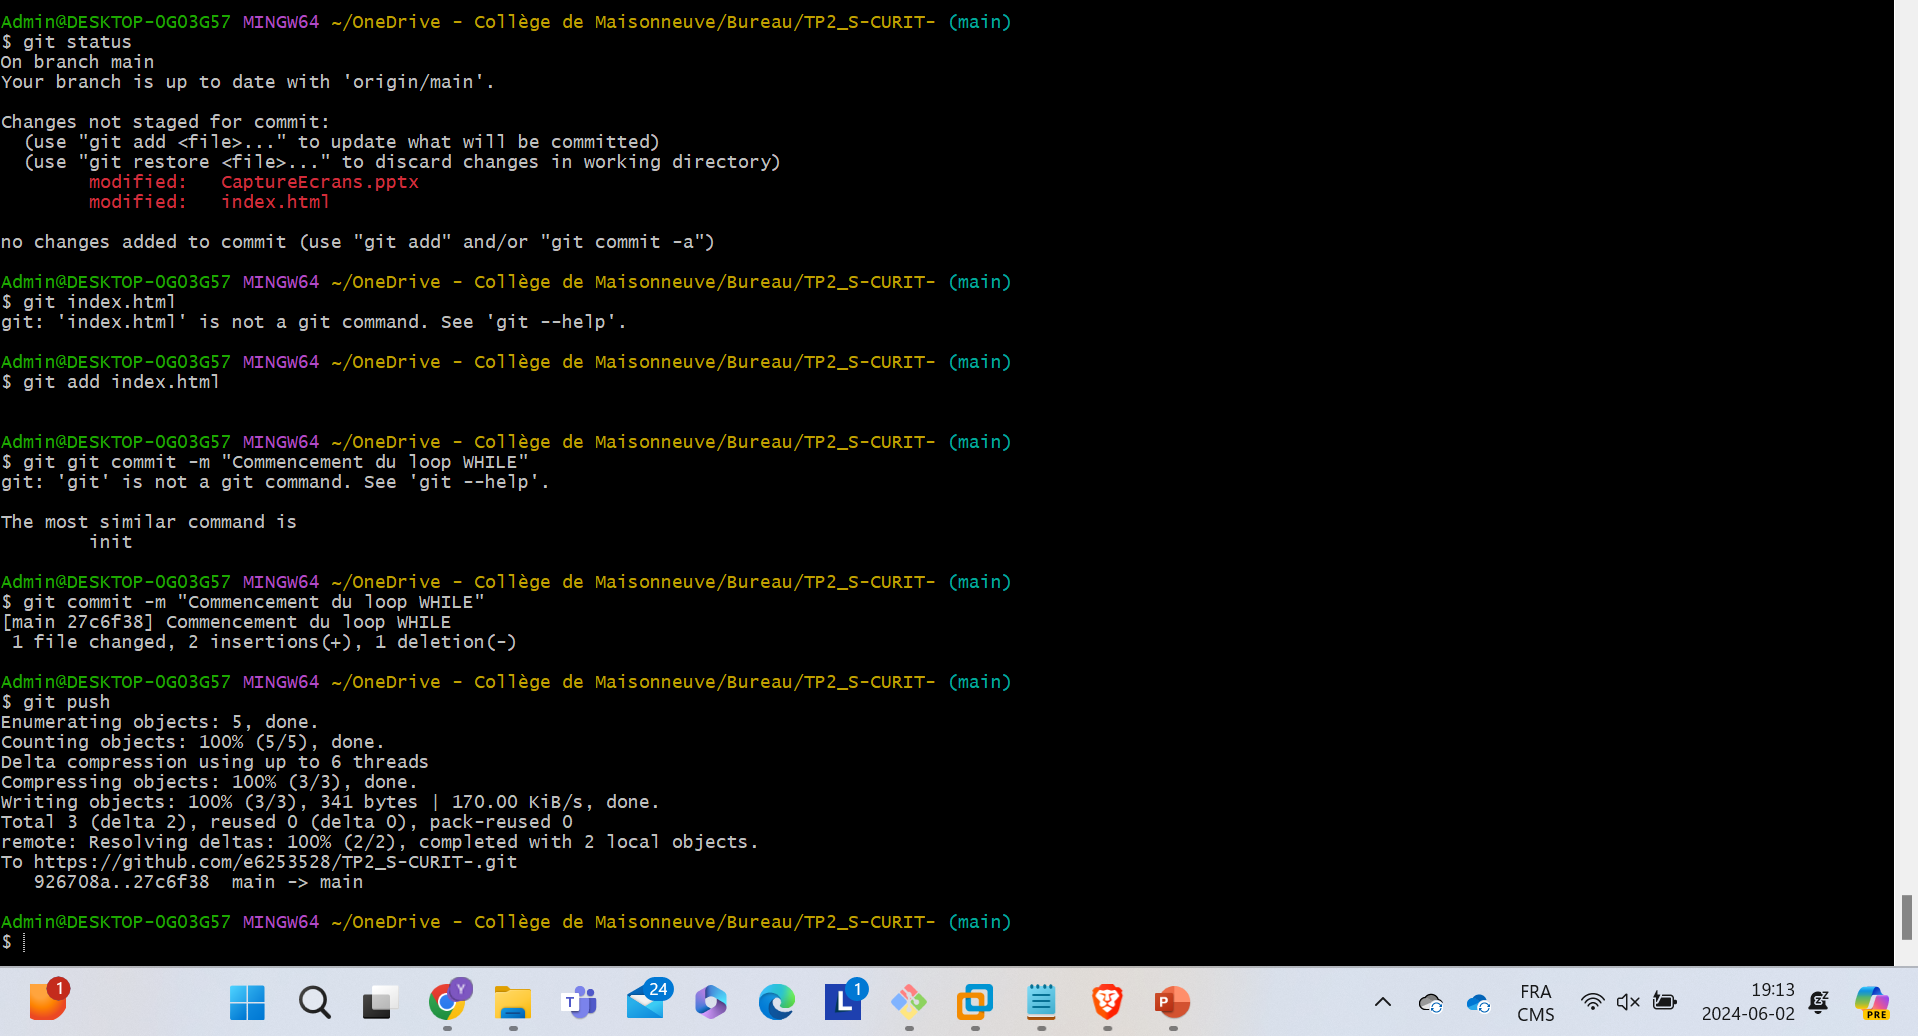 Admin@DESKTOP-0G03G57 MINGW64 ~/OneDrive - Collège de Maisonneuve/Bureau/TP2_S-CURIT- (main)
$ git status
On branch main
Your branch is up to date with 'origin/main'.
Changes not staged for commit:
  (use "git add <file>..." to update what will be committed)
  (use "git restore <file>..." to discard changes in working directory)
        modified:   CaptureEcrans.pptx
        modified:   index.html
no changes added to commit (use "git add" and/or "git commit -a")
Admin@DESKTOP-0G03G57 MINGW64 ~/OneDrive - Collège de Maisonneuve/Bureau/TP2_S-CURIT- (main)
$ git index.html
git: 'index.html' is not a git command. See 'git --help'.
Admin@DESKTOP-0G03G57 MINGW64 ~/OneDrive - Collège de Maisonneuve/Bureau/TP2_S-CURIT- (main)
$ git add index.html
Admin@DESKTOP-0G03G57 MINGW64 ~/OneDrive - Collège de Maisonneuve/Bureau/TP2_S-CURIT- (main)
$ git git commit -m "Commencement du loop WHILE"
git: 'git' is not a git command. See 'git --help'.
The most similar command is
        init
Admin@DESKTOP-0G03G57 MINGW64 ~/OneDrive - Collège de Maisonneuve/Bureau/TP2_S-CURIT- (main)
$ git commit -m "Commencement du loop WHILE"
[main 27c6f38] Commencement du loop WHILE
 1 file changed, 2 insertions(+), 1 deletion(-)
Admin@DESKTOP-0G03G57 MINGW64 ~/OneDrive - Collège de Maisonneuve/Bureau/TP2_S-CURIT- (main)
$ git push
Enumerating objects: 5, done.
Counting objects: 100% (5/5), done.
Delta compression using up to 6 threads
Compressing objects: 100% (3/3), done.
Writing objects: 100% (3/3), 341 bytes | 170.00 KiB/s, done.
Total 3 (delta 2), reused 0 (delta 0), pack-reused 0
remote: Resolving deltas: 100% (2/2), completed with 2 local objects.
To https://github.com/e6253528/TP2_S-CURIT-.git
   926708a..27c6f38  main -> main
Admin@DESKTOP-0G03G57 MINGW64 ~/OneDrive - Collège de Maisonneuve/Bureau/TP2_S-CURIT- (main)
$
1
Y
T
24
L
1
P
FRA
CMS
19:13
2024-06-02
PRE